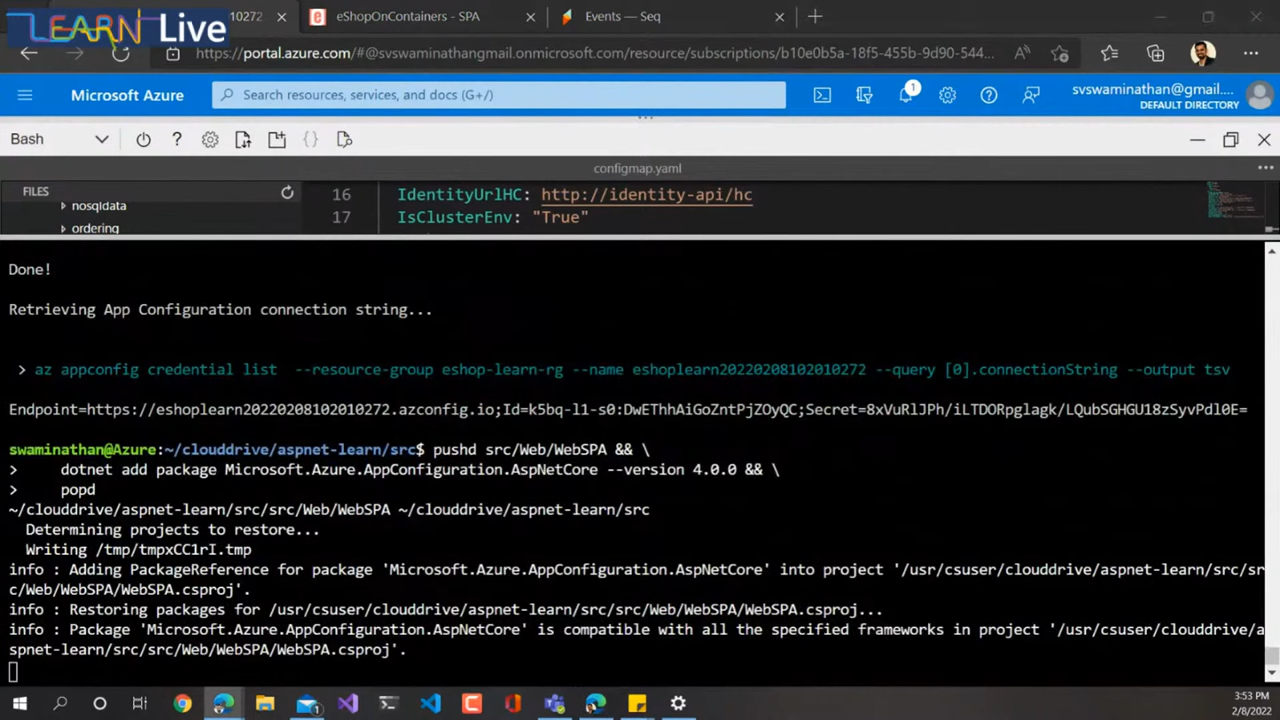 LEARN Live
10272
eShopOnContainers - SPA
Events — Seq
https://portal.azure.com/#@svswaminathangmail.onmicrosoft.com/resource/subscriptions/b10e0b5a-18f5-455b-9d90-544...
Microsoft Azure
Search resources, services, and docs (G+/)
1
svswaminathan@gmail....
DEFAULT DIRECTORY
Bash
configmap.yaml
FILES
nosqldata
ordering
16 IdentityUrlHC: http://identity-api/hc
17 IsClusterEnv: "True"
Done!
Retrieving App Configuration connection string...
> az appconfig credential list --resource-group eshop-learn-rg --name eshoplearn20220208102010272 --query [0].connectionString --output tsv
Endpoint=https://eshoplearn20220208102010272.azconfig.io;Id=k5bq-l1-s0:DwEThhAiGoZntPjZOyQC;Secret=8xVuRlJPh/iLTDORpglagk/LQubSGHGU18zSyvPdl0E=
swaminathan@Azure:~/clouddrive/aspnet-learn/src$ pushd src/Web/WebSPA && \
> dotnet add package Microsoft.Azure.AppConfiguration.AspNetCore --version 4.0.0 && \
> popd
~/clouddrive/aspnet-learn/src/src/Web/WebSPA ~/clouddrive/aspnet-learn/src
Determining projects to restore...
Writing /tmp/tmpxCC1rI.tmp
info : Adding PackageReference for package 'Microsoft.Azure.AppConfiguration.AspNetCore' into project '/usr/csuser/clouddrive/aspnet-learn/src/sr
c/Web/WebSPA/WebSPA.csproj'.
info : Restoring packages for /usr/csuser/clouddrive/aspnet-learn/src/src/Web/WebSPA/WebSPA.csproj...
info : Package 'Microsoft.Azure.AppConfiguration.AspNetCore' is compatible with all the specified frameworks in project '/usr/csuser/clouddrive/a
spnet-learn/src/src/Web/WebSPA/WebSPA.csproj'.
3:53 PM
2/8/2022